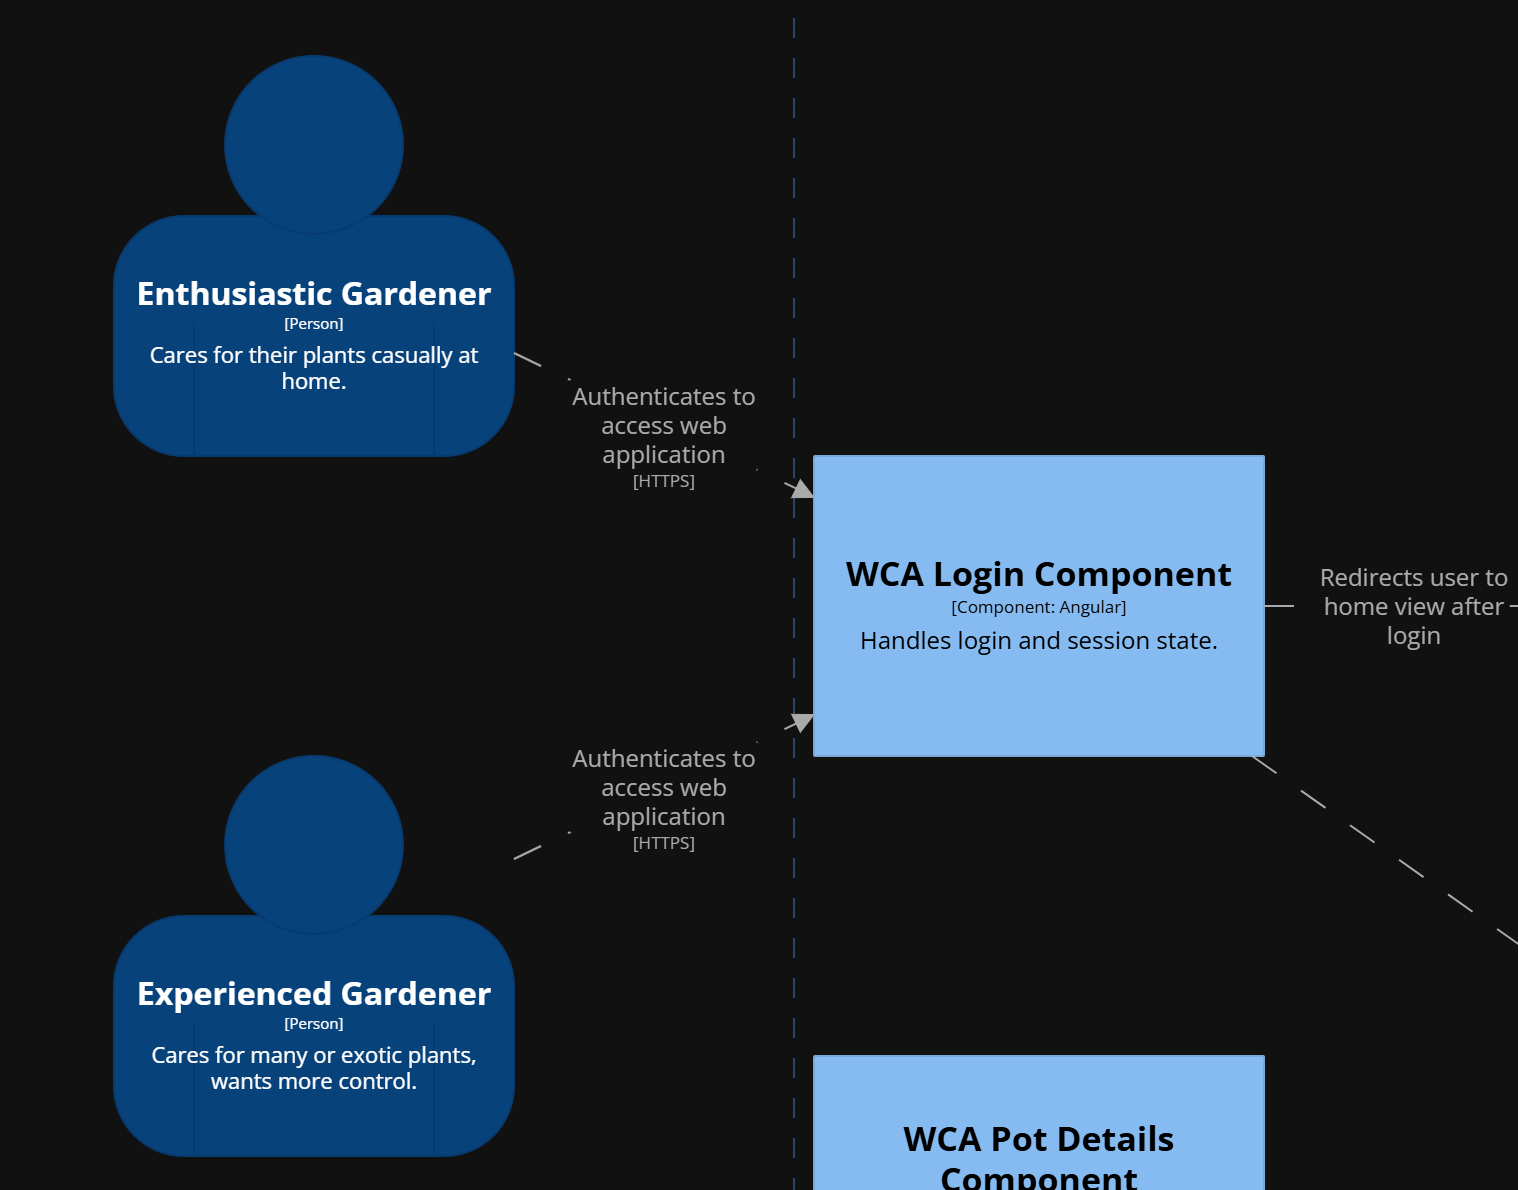 Enthusiastic Gardener
[Person]
Cares for their plants casually at
home.
Authenticates to
access web
application
[HTTPS]
WCA Login Component
[Component: Angular]
Handles login and session state.
Redirects user to
home view after
login
Authenticates to
access web
application
[HTTPS]
Experienced Gardener
[Person]
Cares for many or exotic plants,
wants more control.
WCA Pot Details
Component